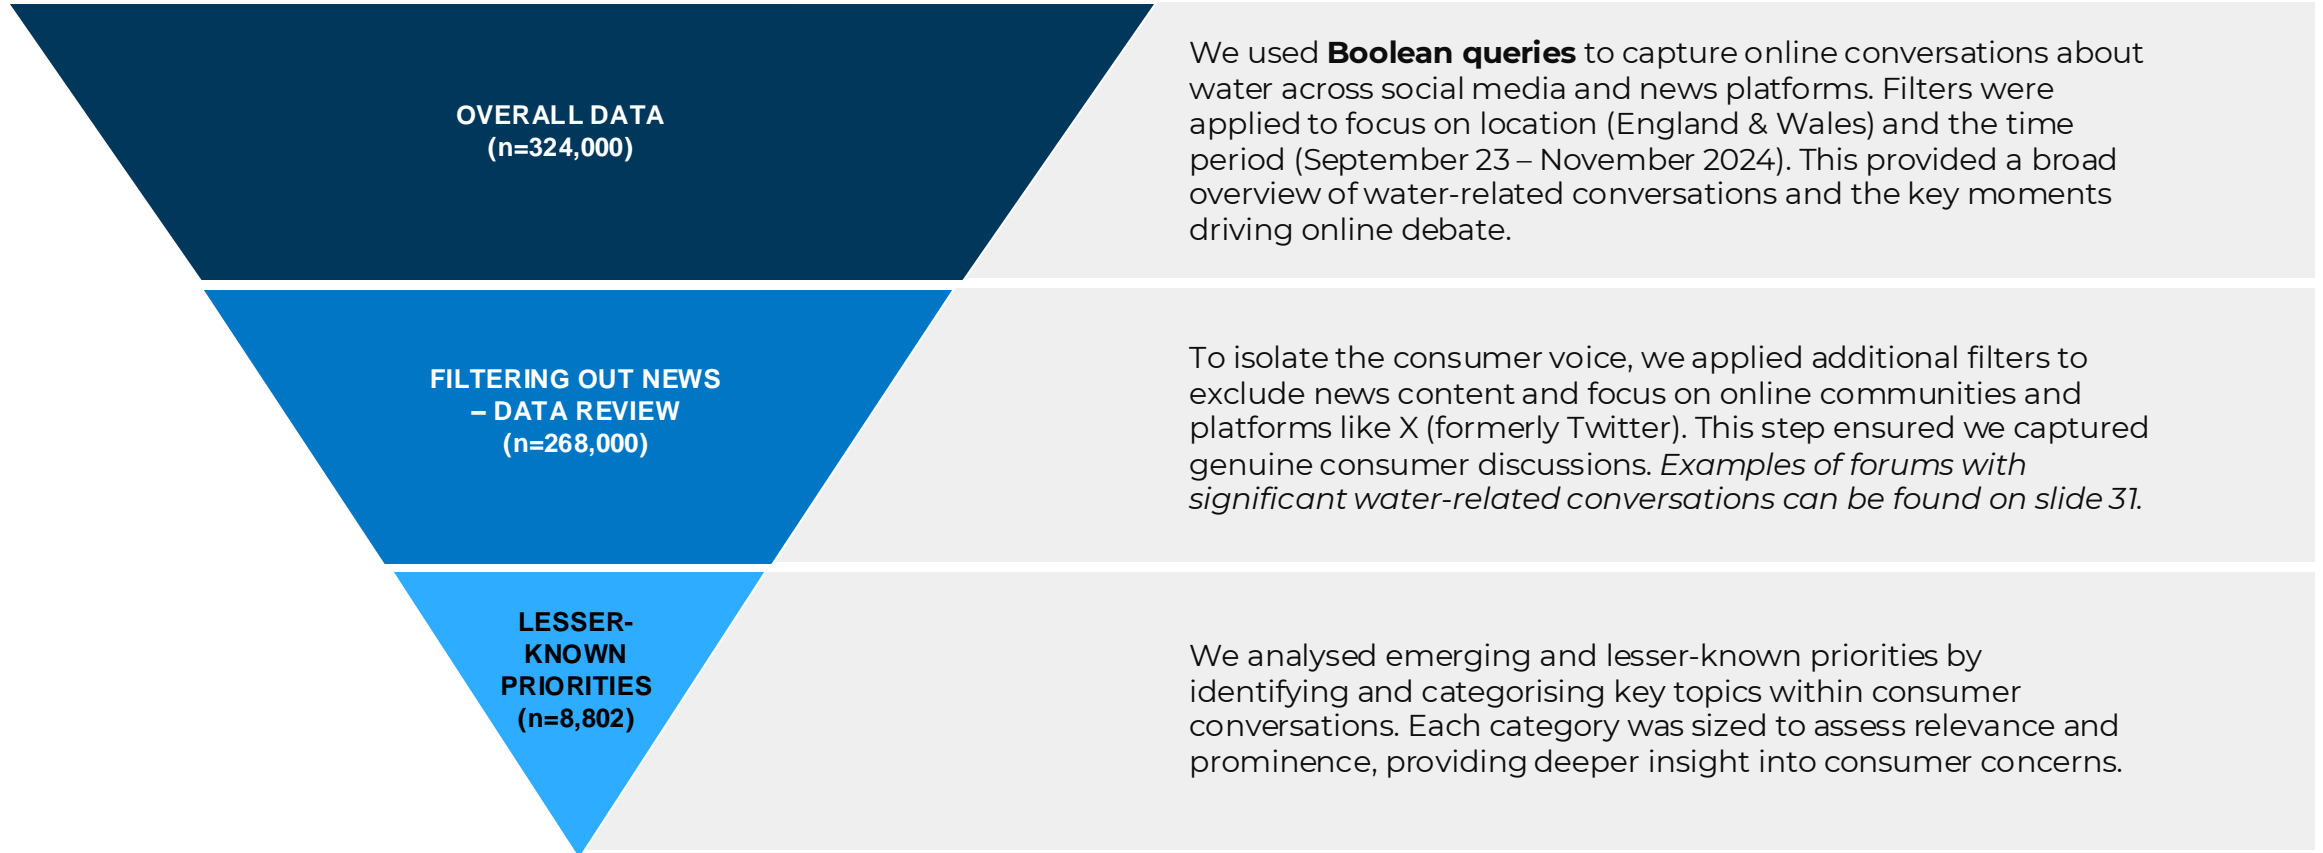 OVERALL DATA
(n=324,000)
We used Boolean queries to capture online conversations about
water across social media and news platforms. Filters were
applied to focus on location (England & Wales) and the time
period (September 23 – November 2024). This provided a broad
overview of water-related conversations and the key moments
driving online debate.
FILTERING OUT NEWS
– DATA REVIEW
(n=268,000)
To isolate the consumer voice, we applied additional filters to
exclude news content and focus on online communities and
platforms like X (formerly Twitter). This step ensured we captured
genuine consumer discussions. Examples of forums with
significant water-related conversations can be found on slide 31.
LESSER-
KNOWN
PRIORITIES
(n=8,802)
We analysed emerging and lesser-known priorities by
identifying and categorising key topics within consumer
conversations. Each category was sized to assess relevance and
prominence, providing deeper insight into consumer concerns.